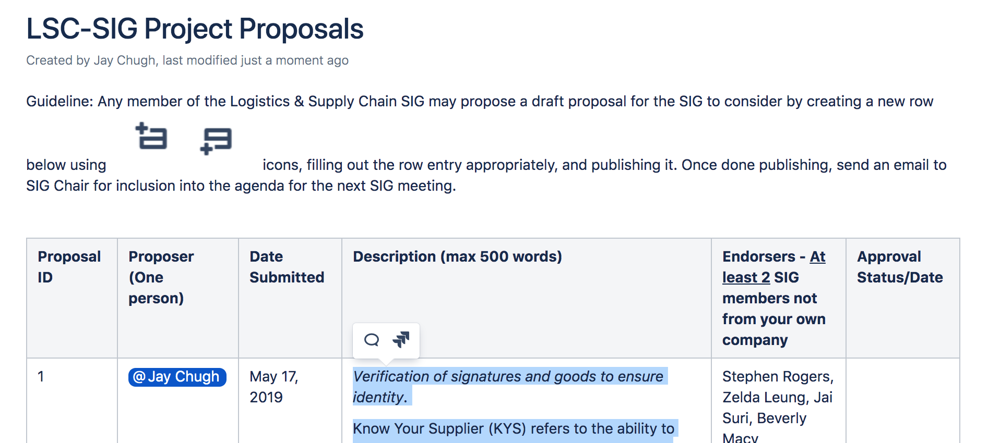 LSC-SIG Project Proposals
Created by Jay Chugh, last modified just a moment ago
Guideline: Any member of the Logistics & Supply Chain SIG may propose a draft proposal for the SIG to consider by creating a new row
below using icons, filling out the row entry appropriately, and publishing it. Once done publishing, send an email to
SIG Chair for inclusion into the agenda for the next SIG meeting.
Proposal
ID
Proposer
(One
person)
Date
Submitted
Description (max 500 words)
Endorsers - At
least 2 SIG
members not
from your own
company
Approval
Status/Date
1
@Jay Chugh
May 17,
2019
Verification of signatures and goods to ensure
identity.
Know Your Supplier (KYS) refers to the ability to
Stephen Rogers,
Zelda Leung, Jai
Suri, Beverly
Macy